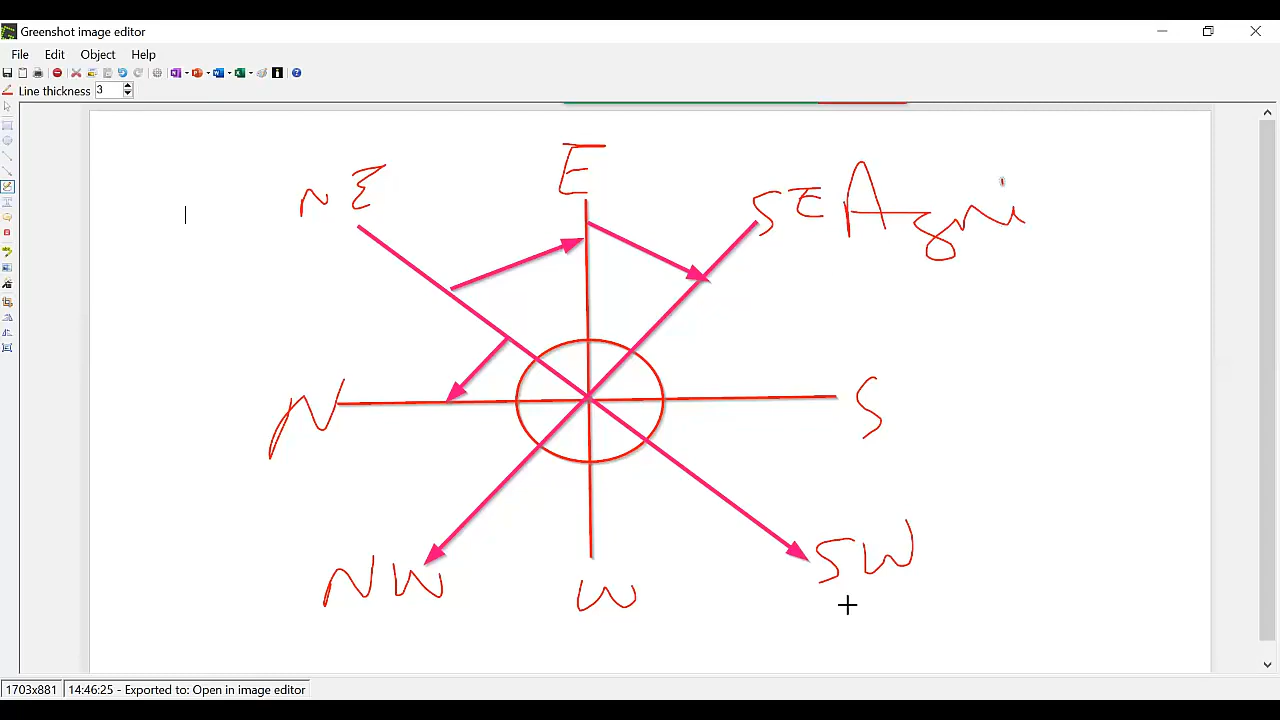 Greenshot image editor
File Edit Object Help
Line thickness 3
E
NE
SE Agni
N
S
NW
W
SW
1703x881 14:46:25 - Exported to: Open in image editor